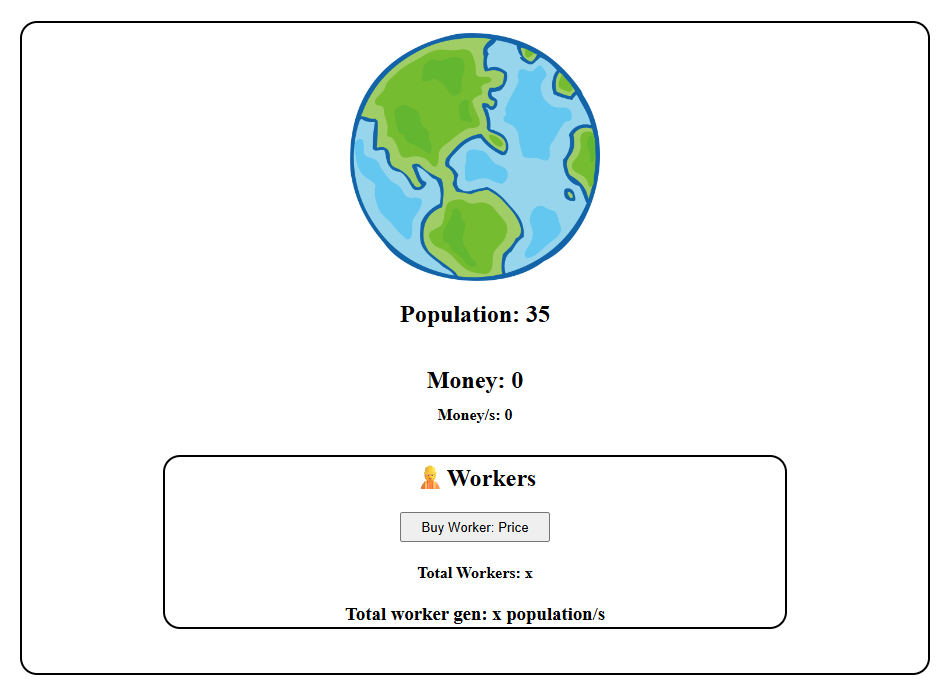 Population: 35
Money: 0
Money/s: 0
Workers
Buy Worker: Price
Total Workers: x
Total worker gen: x population/s